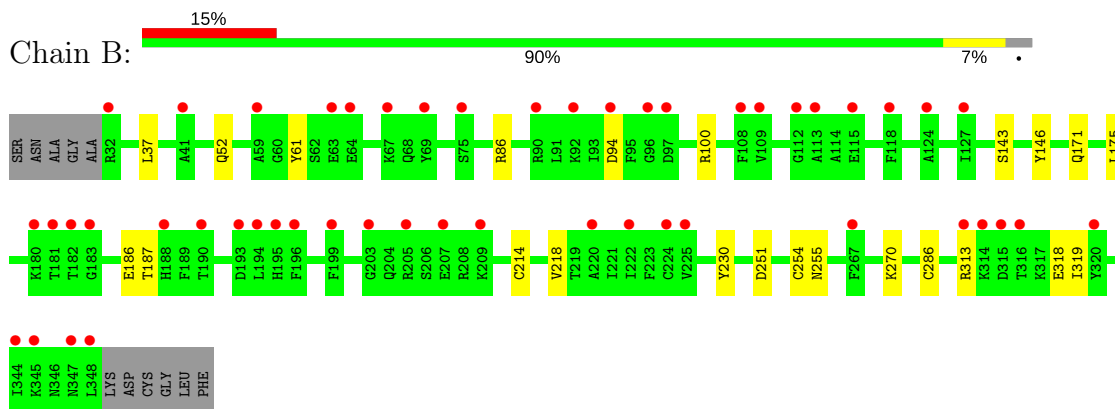 15%
Chain B:
90% 7% •
SER ASN ALA GLY ALA R32 L37 A41 Q52 A59 G60 Y61 S62 E63 E64 K67 Q68 Y69 S75 R86 R90 L91 K92 I93 D94 F95 G96 D97 R100 F108 V109 G112 A113 A114 E115 F118 A124 I127 S143 Y146 Q171 L175
K180 T181 T182 G183 E186 T187 H188 F189 T190 D193 L194 H195 F196 F199 G203 Q204 R205 S206 E207 R208 K209 C214 V218 T219 A220 I221 I222 F223 C224 V225 Y230 D251 C254 N255 F267 K270 C286 R313 K314 D315 T316 K317 E318 I319 Y320
I344 K345 N346 N347 L348 LYS ASP CYS GLY LEU PHE